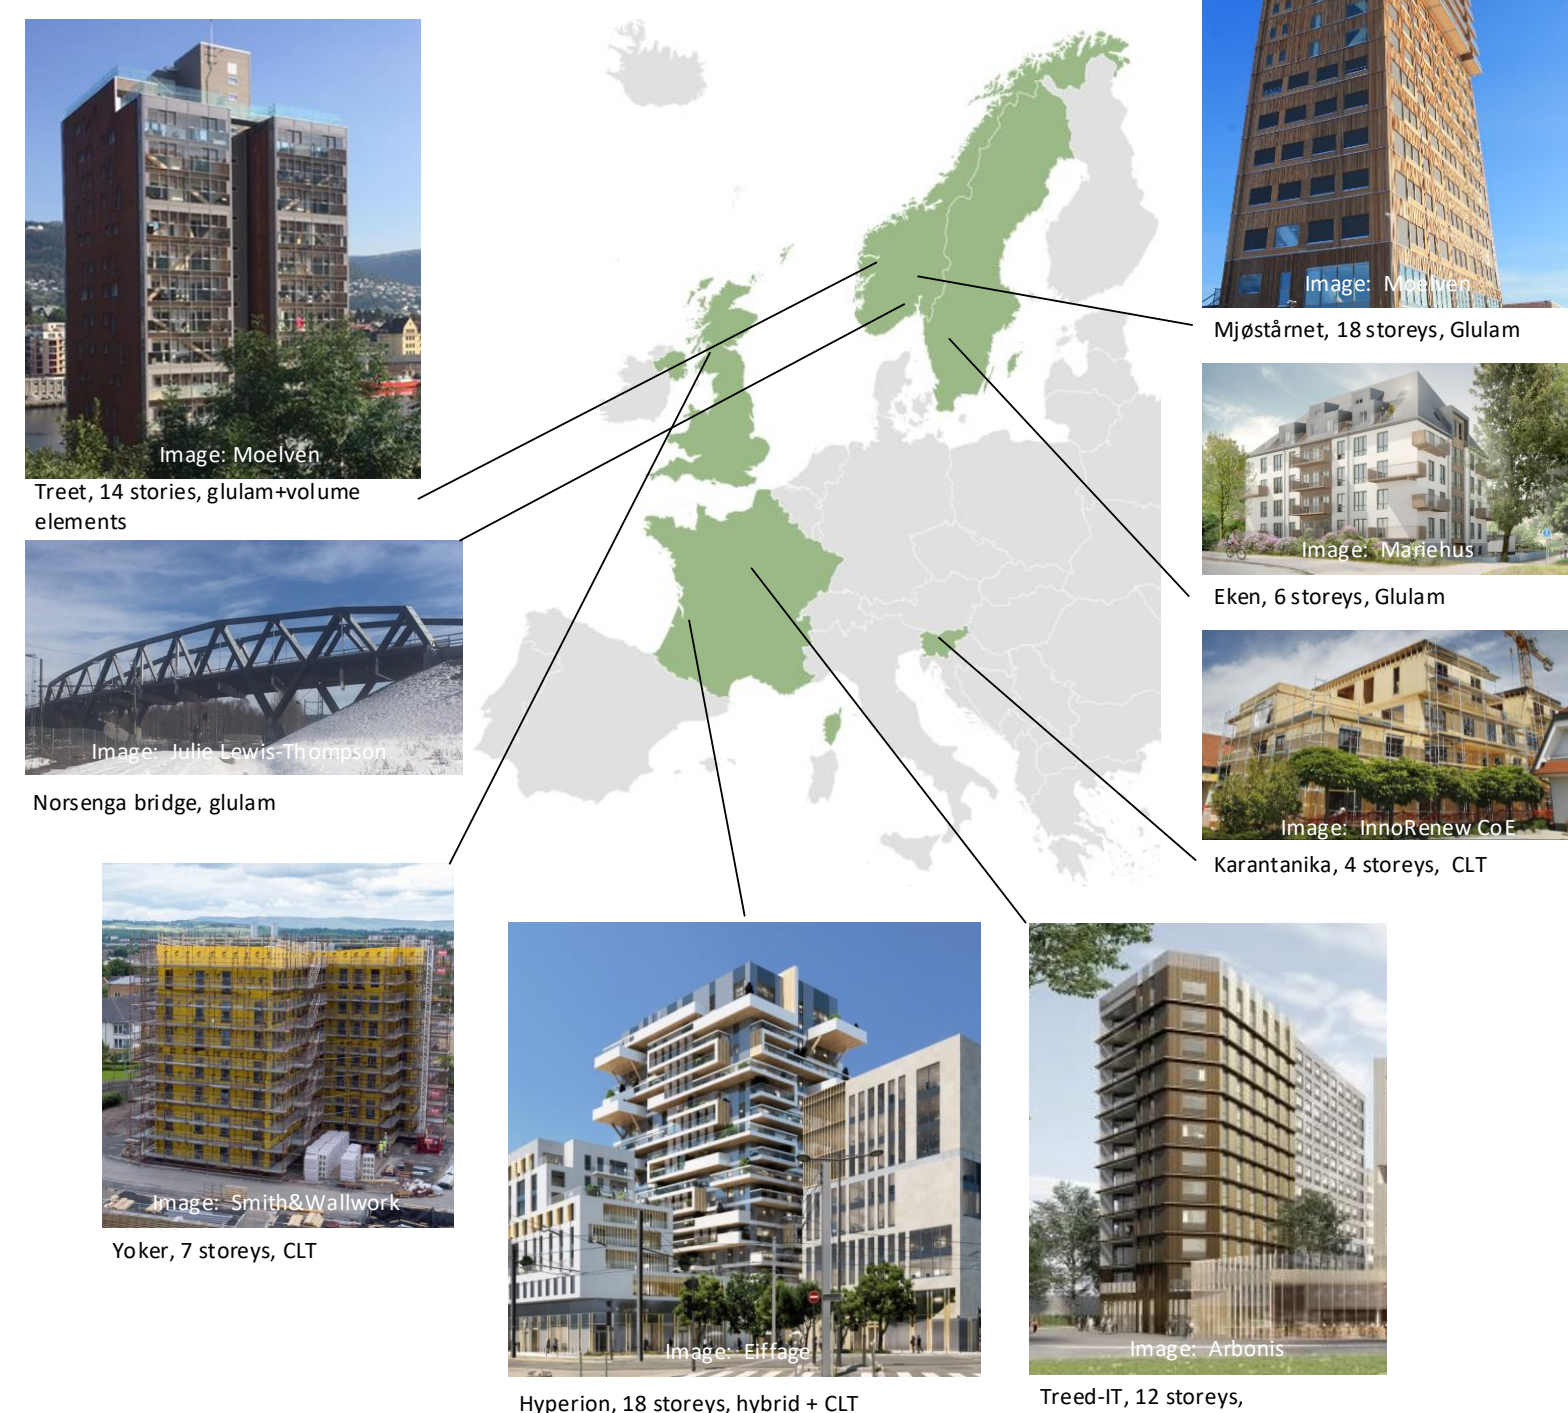 Image: Moelven
Treet, 14 stories, glulam+volume
elements
Image: Moelven
Mjøstårnet, 18 storeys, Glulam
Image: Mariehus
Eken, 6 storeys, Glulam
Image: Julie Lewis-Thompson
Norsenga bridge, glulam
Image: InnoRenew CoE
Karantanika, 4 storeys, CLT
Image: Smith&Wallwork
Yoker, 7 storeys, CLT
Image: Eiffage
Hyperion, 18 storeys, hybrid + CLT
Image: Arbonis
Treed-IT, 12 storeys,